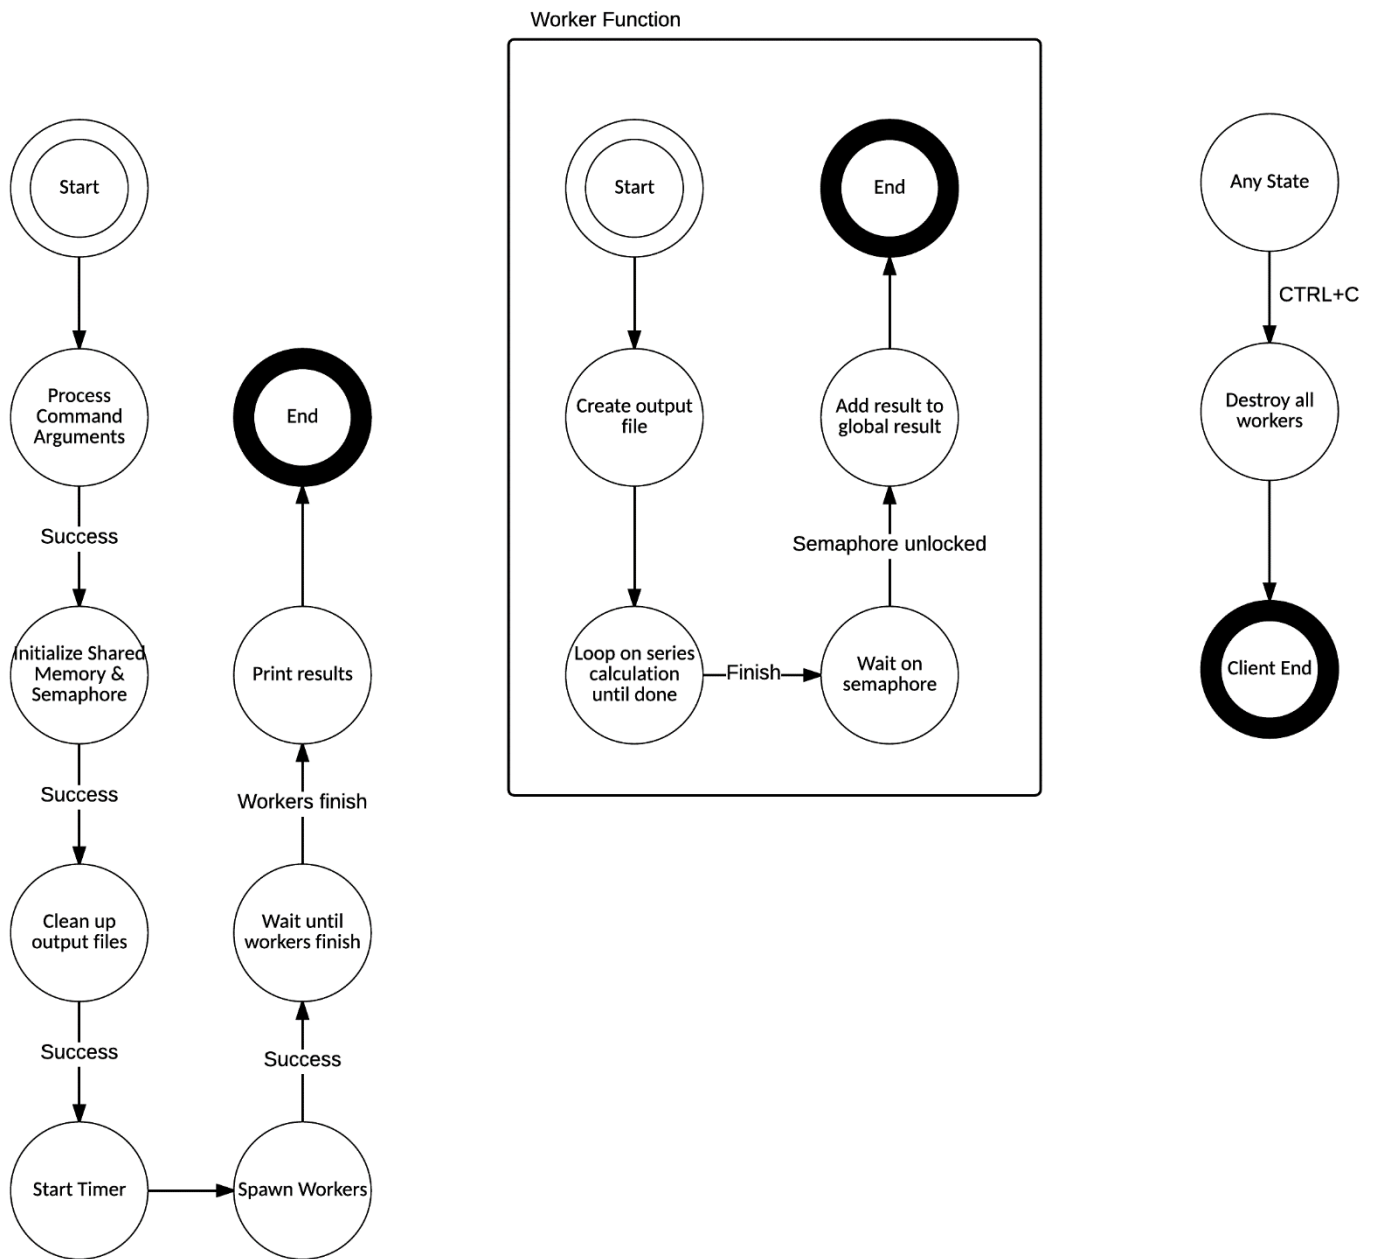 Start
Process
Command
Arguments
Success
Initialize Shared
Memory &
Semaphore
Success
Clean up
output files
Success
Start Timer
Spawn Workers
Success
Wait until
workers finish
Workers finish
Print results
End
Worker Function
Start
Create output
file
Loop on series
calculation
until done
Finish
Wait on
semaphore
Semaphore unlocked
Add result to
global result
End
Any State
CTRL+C
Destroy all
workers
Client End